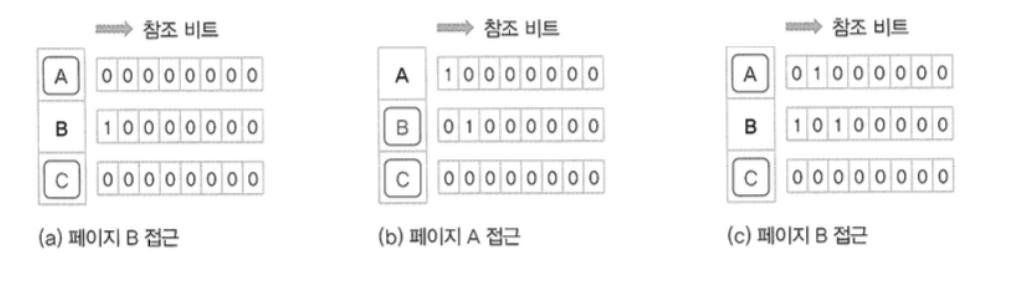 참조 비트
A 0 0 0 0 0 0 0 0
B 1 0 0 0 0 0 0 0
C 0 0 0 0 0 0 0 0
(a) 페이지 B 접근
참조 비트
A 1 0 0 0 0 0 0 0
B 0 1 0 0 0 0 0 0
C 0 0 0 0 0 0 0 0
(b) 페이지 A 접근
참조 비트
A 0 1 0 0 0 0 0 0
B 1 0 1 0 0 0 0 0
C 0 0 0 0 0 0 0 0
(c) 페이지 B 접근